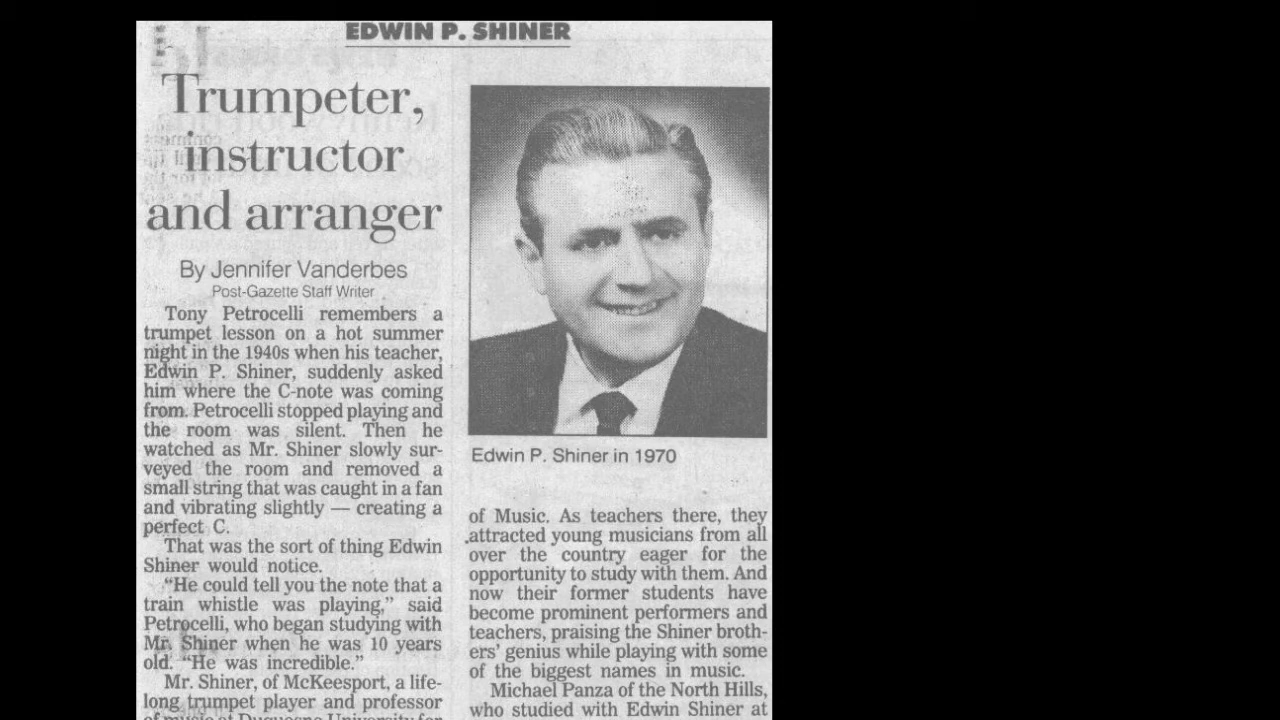 EDWIN P. SHINER
Trumpeter,
instructor
and arranger
By Jennifer Vanderbes
Post-Gazette Staff Writer
Tony Petrocelli remembers a
trumpet lesson on a hot summer
night in the 1940s when his teacher,
Edwin P. Shiner, suddenly asked
him where the C-note was coming
from. Petrocelli stopped playing and
the room was silent. Then he
watched as Mr. Shiner slowly sur-
veyed the room and removed a
small string that was caught in a fan
and vibrating slightly — creating a
perfect C.
That was the sort of thing Edwin
Shiner would notice.
“He could tell you the note that a
train whistle was playing,” said
Petrocelli, who began studying with
Mr. Shiner when he was 10 years
old. “He was incredible.”
Mr. Shiner, of McKeesport, a life-
long trumpet player and professor
of music at Duquesne University for
Edwin P. Shiner in 1970
of Music. As teachers there, they
attracted young musicians from all
over the country eager for the
opportunity to study with them. And
now their former students have
become prominent performers and
teachers, praising the Shiner broth-
ers’ genius while playing with some
of the biggest names in music.
Michael Panza of the North Hills,
who studied with Edwin Shiner at